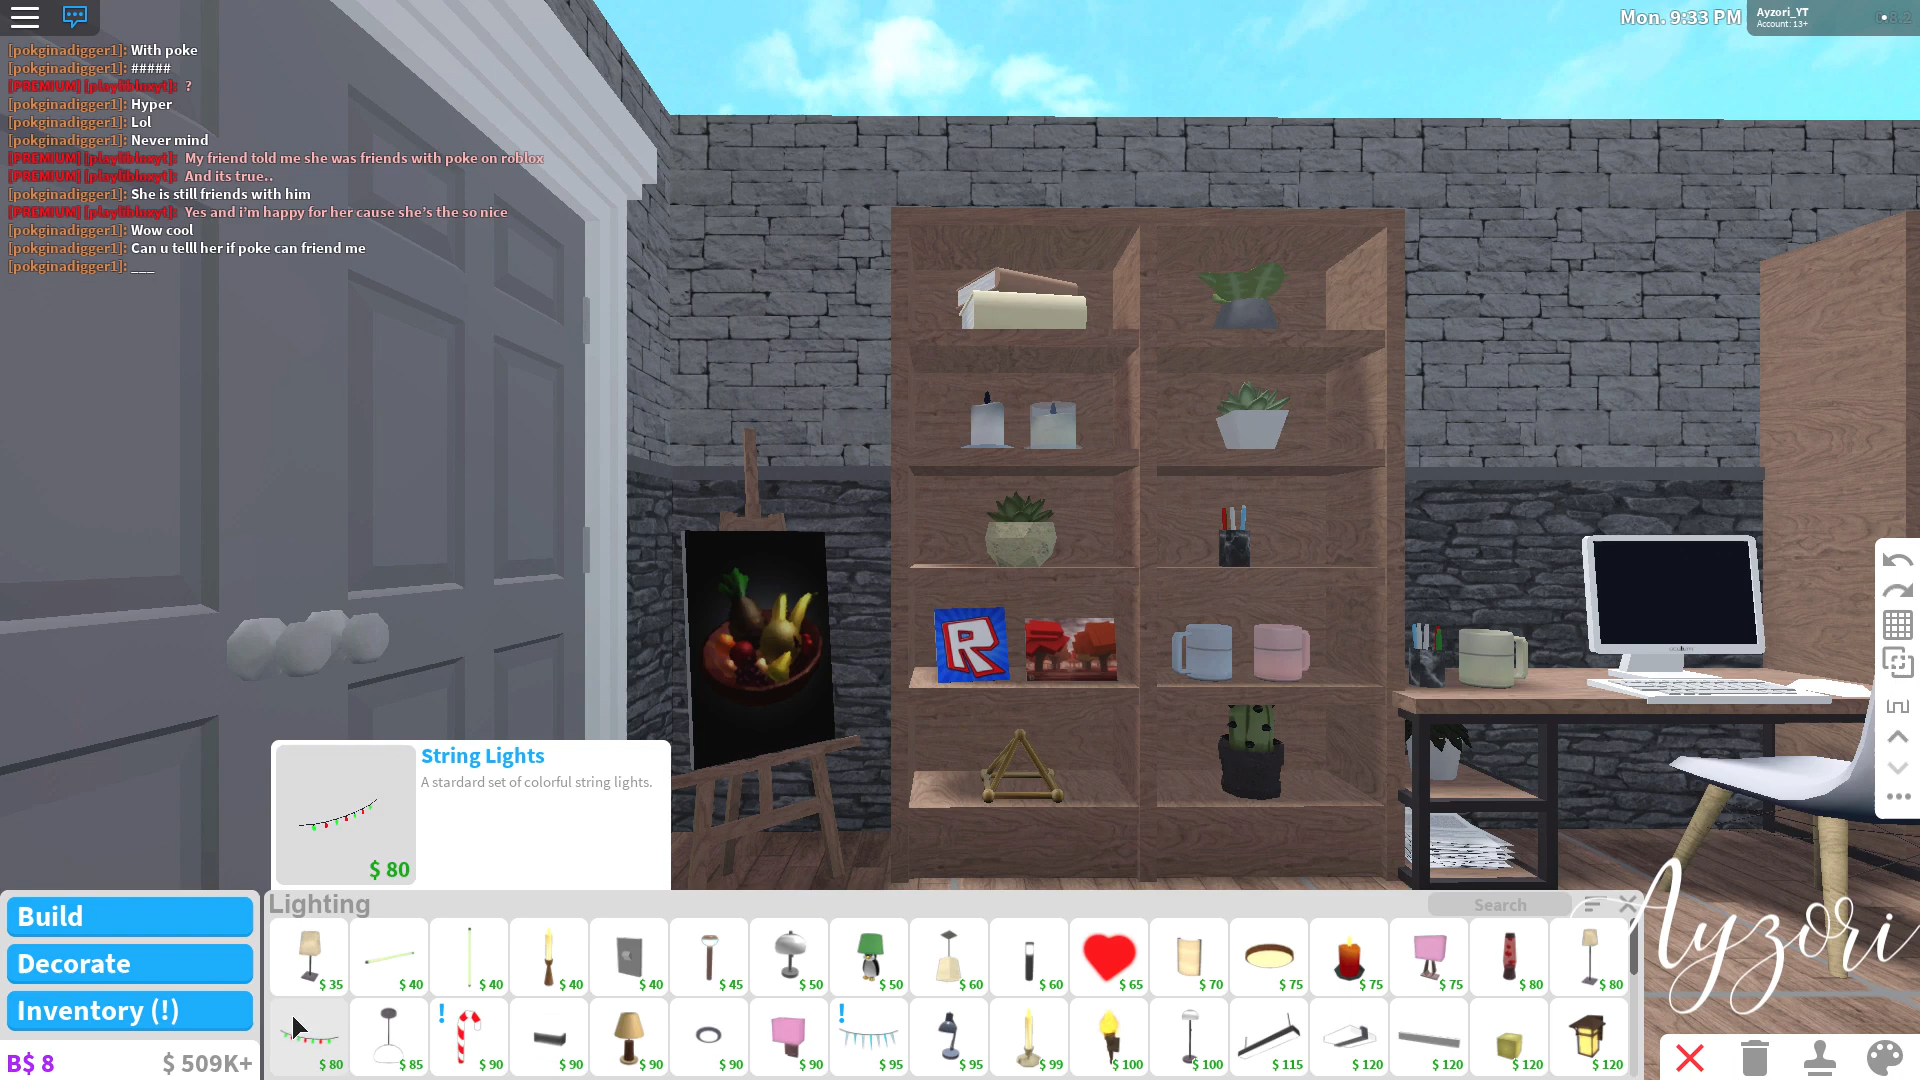 Mon. 9:33 PM
Ayzori_YT
Account: 13+
[pokginadigger1]: With poke
[pokginadigger1]: #####
[PREMIUM] ?
[pokginadigger1]: Hyper
[pokginadigger1]: Lol
[pokginadigger1]: Never mind
[PREMIUM] My friend told me she was friends with poke on roblox
[PREMIUM] And its true..
[pokginadigger1]: She is still friends with him
[PREMIUM] Yes and i'm happy for her cause she's the so nice
[pokginadigger1]: Wow cool
[pokginadigger1]: Can u telll her if poke can friend me
[pokginadigger1]: ___
R
String Lights
A stardard set of colorful string lights.
$ 80
Build
Decorate
Inventory (!)
B$ 8
$ 509K+
Lighting
Search
$ 35 $ 40 $ 40 $ 40 $ 40 $ 45 $ 50 $ 50 $ 60 $ 60 $ 65 $ 70 $ 75 $ 75 $ 75 $ 80 $ 80
! !
$ 80 $ 85 $ 90 $ 90 $ 90 $ 90 $ 90 $ 95 $ 95 $ 99 $ 100 $ 100 $ 115 $ 120 $ 120 $ 120 $ 120
Ayzori